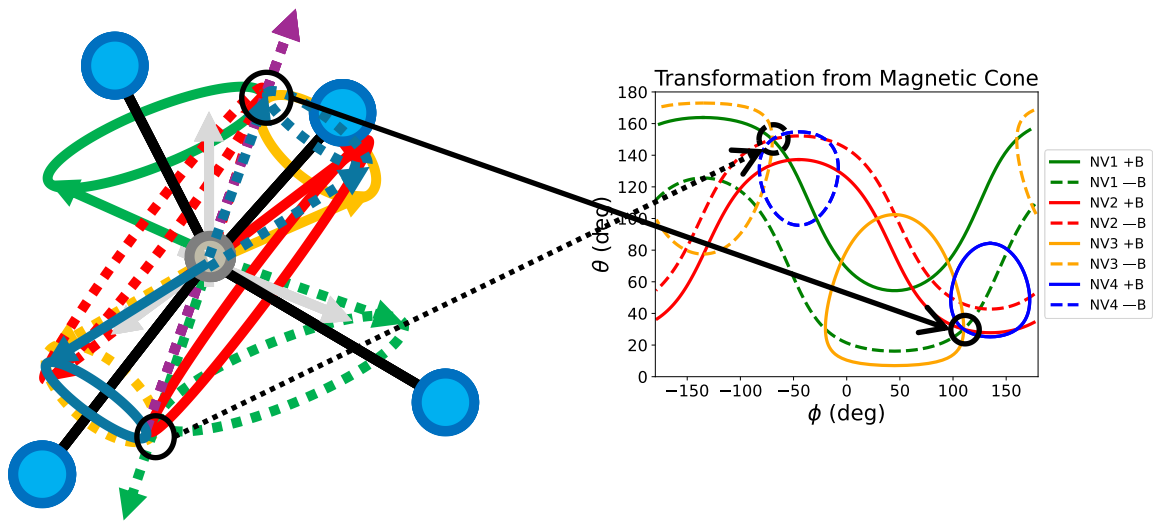 Transformation from Magnetic Cone
180
160
140
120
100
80
60
40
20
0
θ (deg)
−150 −100 −50 0 50 100 150
ϕ (deg)
NV1 +B
NV1 —B
NV2 +B
NV2 —B
NV3 +B
NV3 —B
NV4 +B
NV4 —B